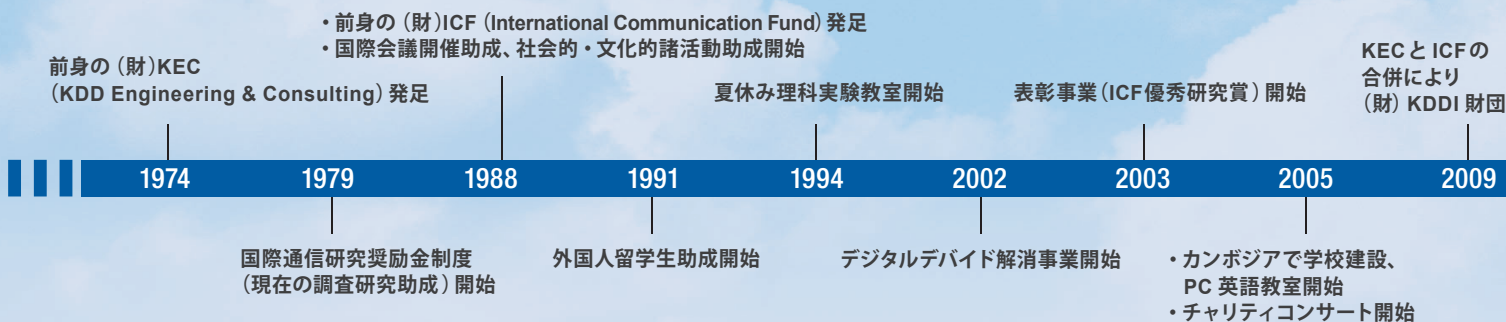 ・前身の（財）ICF（International Communication Fund）発足
・国際会議開催助成、社会的・文化的諸活動助成開始
前身の（財）KEC
（KDD Engineering & Consulting）発足
夏休み理科実験教室開始
表彰事業（ICF優秀研究賞）開始
KECとICFの
合併により
（財）KDDI財団
1974 1979 1988 1991 1994 2002 2003 2005 2009
国際通信研究奨励金制度
（現在の調査研究助成）開始
外国人留学生助成開始
デジタルデバイド解消事業開始
・カンボジアで学校建設、
PC 英語教室開始
・チャリティコンサート開始